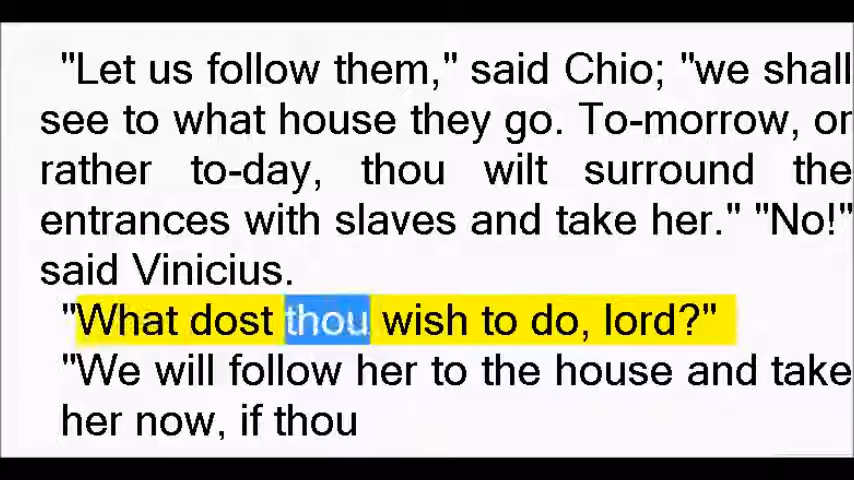 "Let us follow them," said Chio; "we shall
see to what house they go. To-morrow, or
rather to-day, thou wilt surround the
entrances with slaves and take her." "No!"
said Vinicius.
"What dost thou wish to do, lord?"
"We will follow her to the house and take
her now, if thou